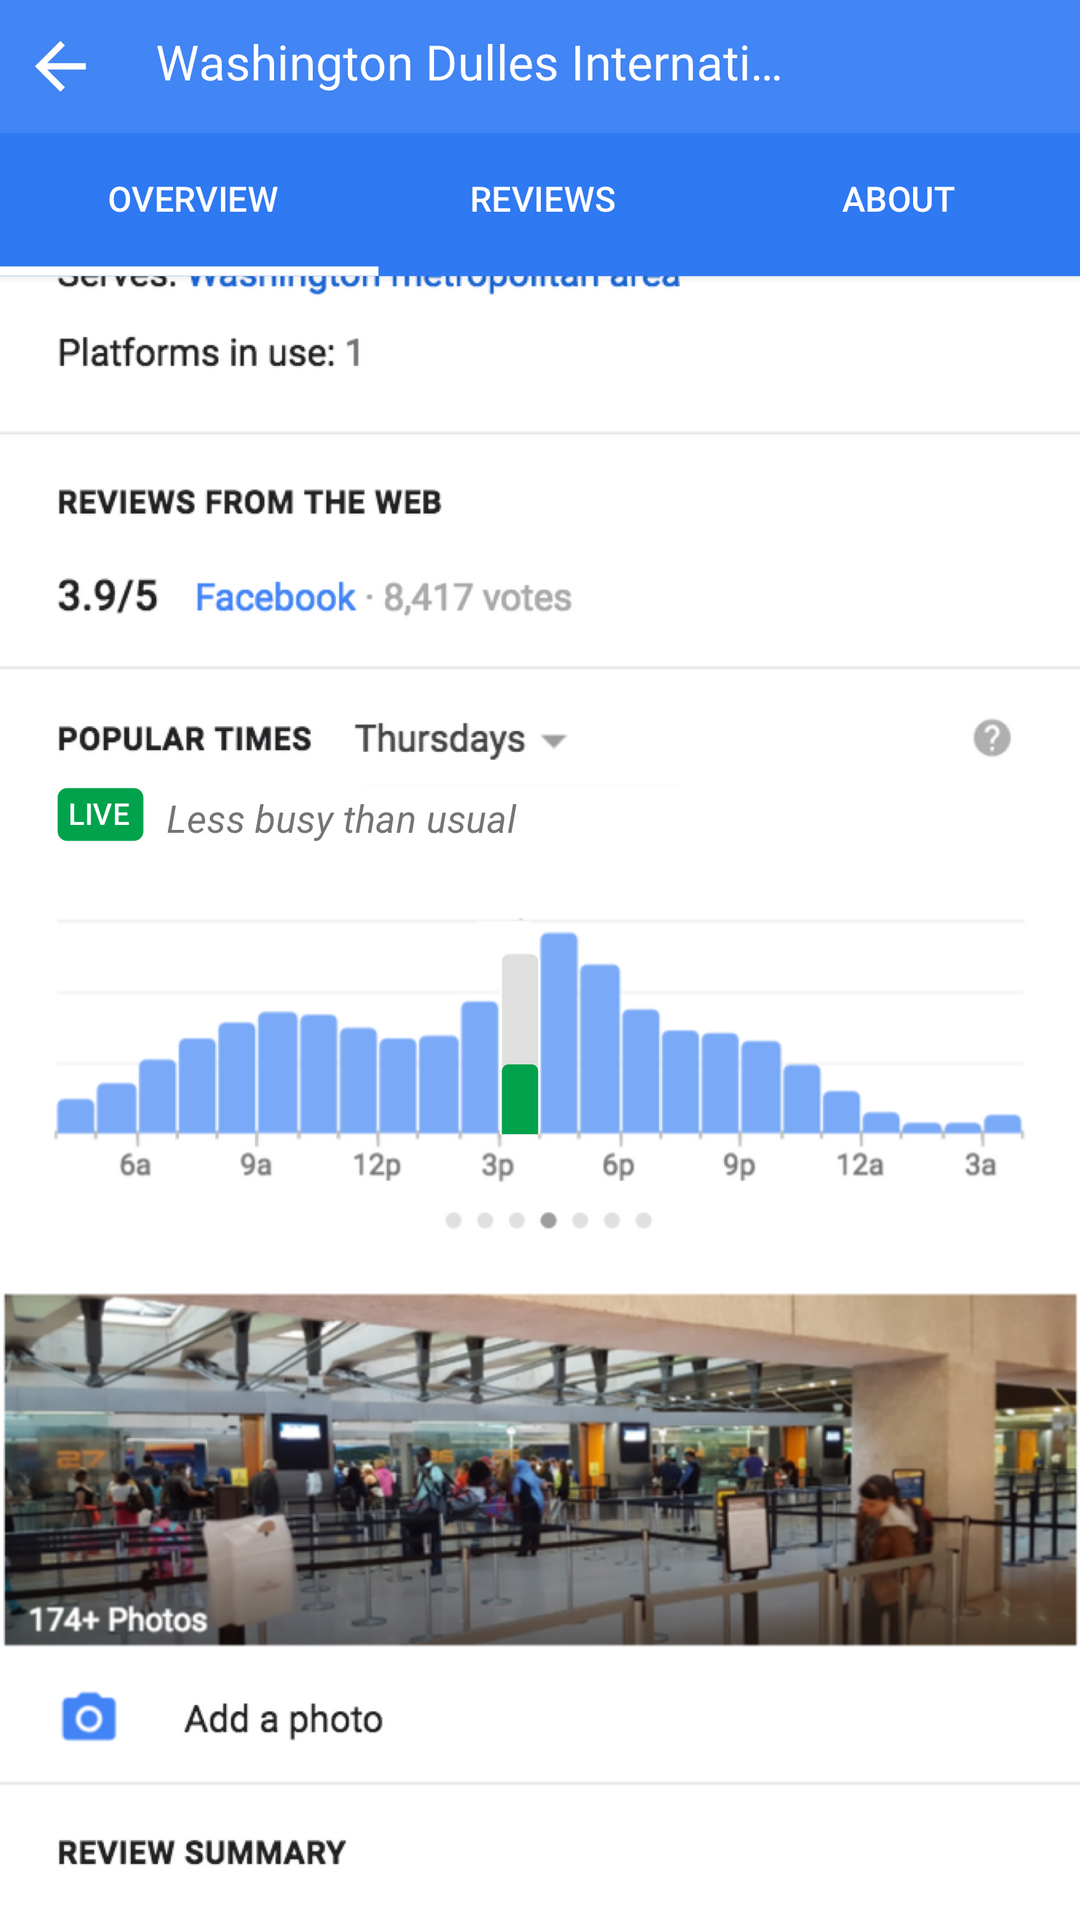 Washington Dulles Internati...
OVERVIEW REVIEWS ABOUT
Serves: Washington metropolitan area
Platforms in use: 1
REVIEWS FROM THE WEB
3.9/5 Facebook · 8,417 votes
POPULAR TIMES Thursdays
LIVE Less busy than usual
6a 9a 12p 3p 6p 9p 12a 3a
27
174+ Photos
Add a photo
REVIEW SUMMARY